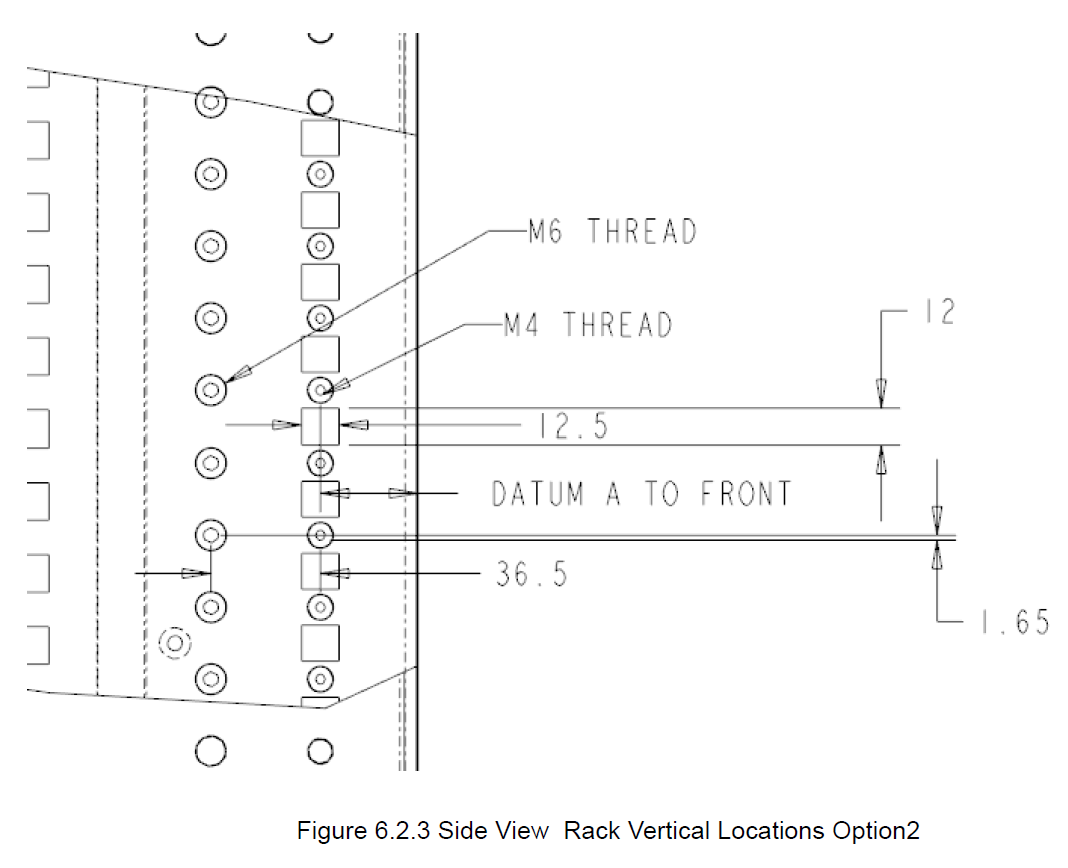 M6 THREAD
M4 THREAD
12
12.5
DATUM A TO FRONT
36.5
1.65
Figure 6.2.3 Side View Rack Vertical Locations Option2